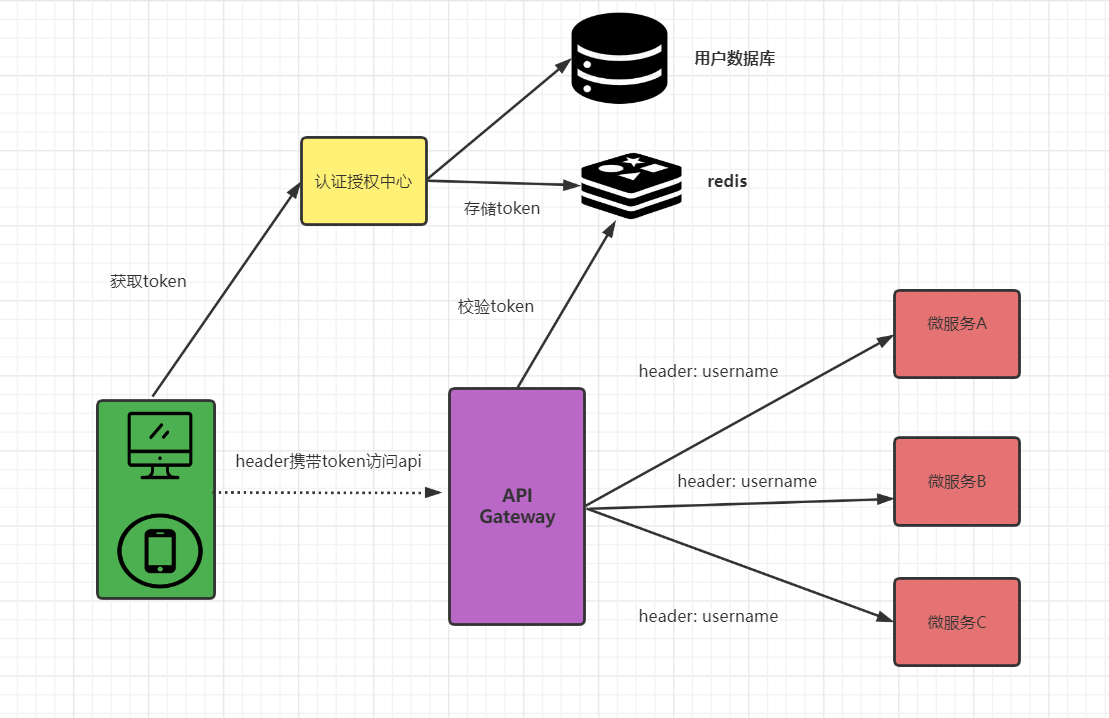 用户数据库
认证授权中心
redis
存储token
获取token
校验token
微服务A
header: username
header携带token访问api
header: username
微服务B
API
Gateway
header: username
微服务C